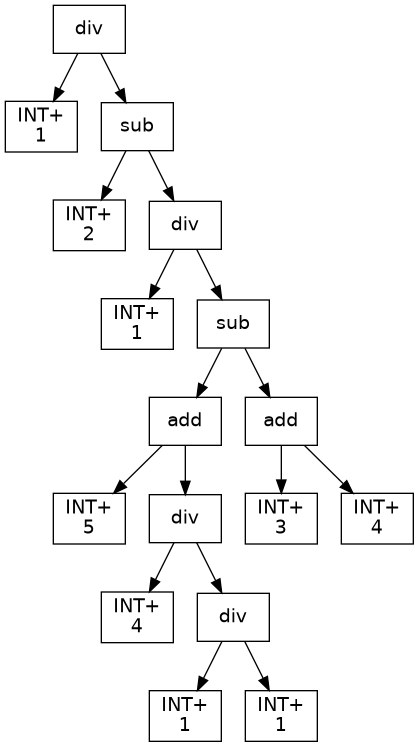 div
INT+
1
sub
INT+
2
div
INT+
1
sub
add
add
INT+
5
div
INT+
3
INT+
4
INT+
4
div
INT+
1
INT+
1